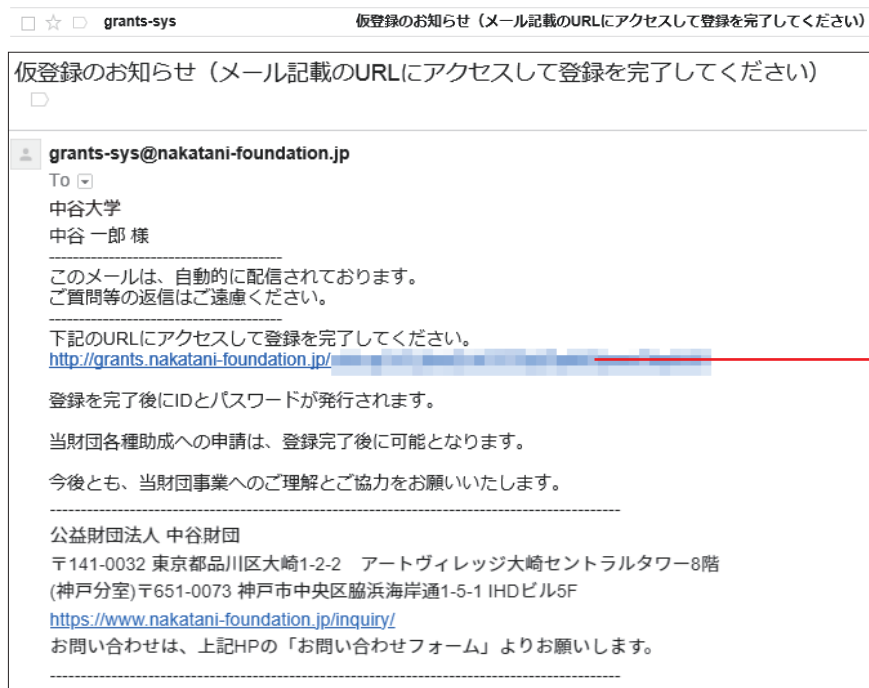 grants-sys 仮登録のお知らせ（メール記載のURLにアクセスして登録を完了してください）
仮登録のお知らせ（メール記載のURLにアクセスして登録を完了してください）
grants-sys@nakatani-foundation.jp
To
中谷大学
中谷 一郎 様
---------------------------------------
このメールは、自動的に配信されております。
ご質問等の返信はご遠慮ください。
---------------------------------------
下記のURLにアクセスして登録を完了してください。
http://grants.nakatani-foundation.jp/
登録を完了後にIDとパスワードが発行されます。
当財団各種助成への申請は、登録完了後に可能となります。
今後とも、当財団事業へのご理解とご協力をお願いいたします。
-----------------------------------------------------------------------------------------------
公益財団法人 中谷財団
〒141-0032 東京都品川区大崎1-2-2　アートヴィレッジ大崎セントラルタワー8階
(神戸分室)〒651-0073 神戸市中央区脇浜海岸通1-5-1 IHDビル5F
https://www.nakatani-foundation.jp/inquiry/
お問い合わせは、上記HPの「お問い合わせフォーム」よりお願いします。
-----------------------------------------------------------------------------------------------